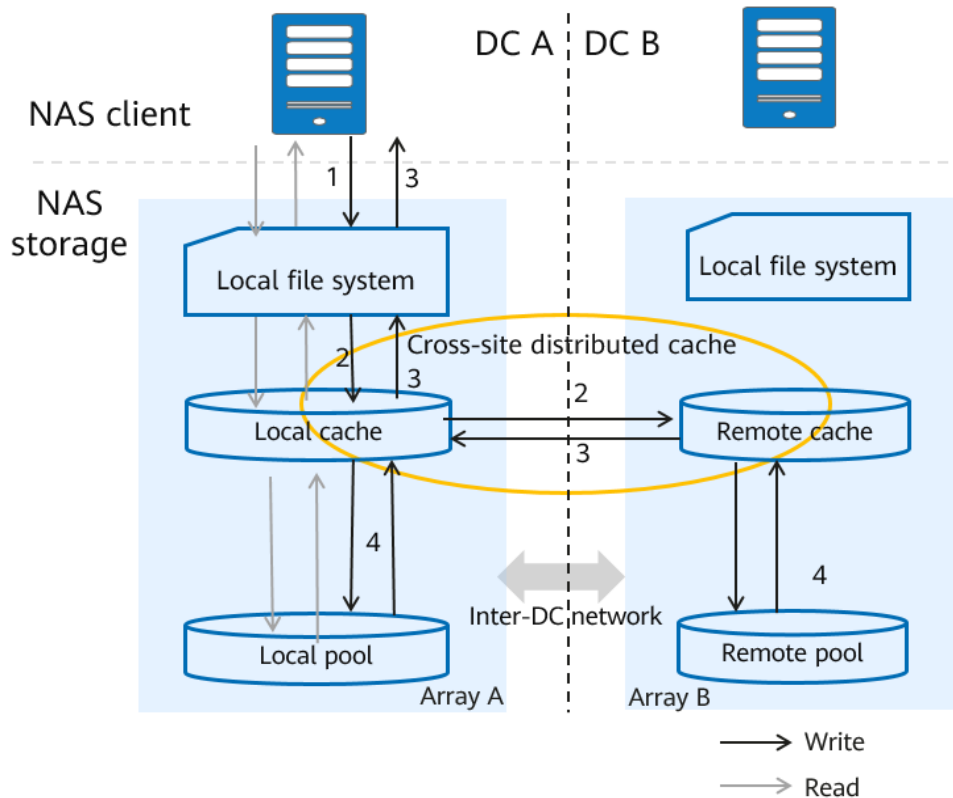 DC A
DC B
NAS client
1
3
NAS
storage
Local file system
Local file system
2
Cross-site distributed cache
3
2
Local cache
Remote cache
3
4
4
Inter-DC network
Local pool
Remote pool
Array A
Array B
Write
Read